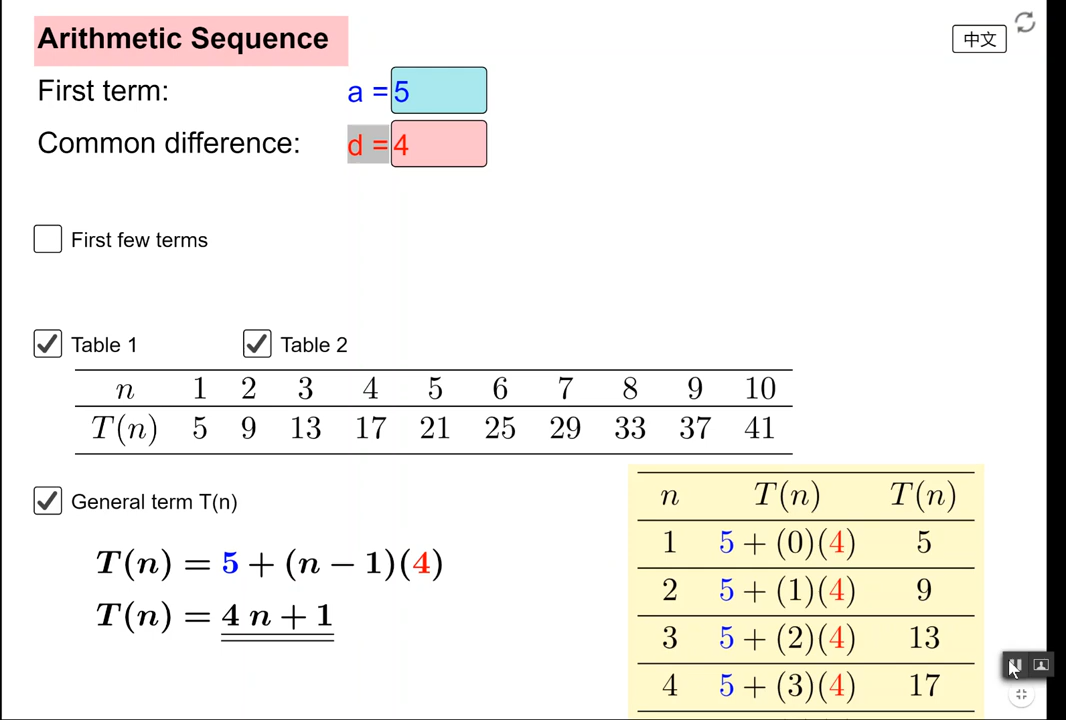 Arithmetic Sequence
中文
First term: a = 5
Common difference: d = 4
First few terms
Table 1 Table 2
n 1 2 3 4 5 6 7 8 9 10
T(n) 5 9 13 17 21 25 29 33 37 41
General term T(n)
T(n) = 5 + (n − 1)(4)
T(n) = 4 n + 1
n T(n) T(n)
1 5 + (0)(4) 5
2 5 + (1)(4) 9
3 5 + (2)(4) 13
4 5 + (3)(4) 17